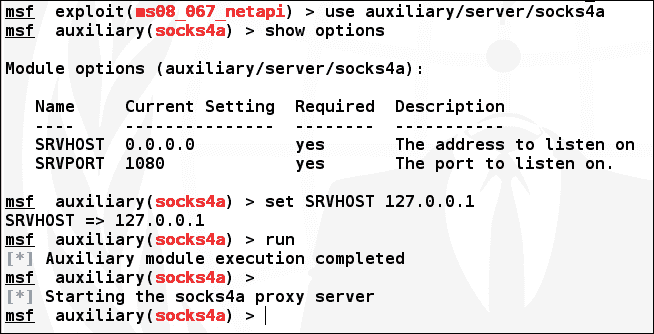 msf exploit(ms08_067_netapi) > use auxiliary/server/socks4a
msf auxiliary(socks4a) > show options
Module options (auxiliary/server/socks4a):
Name Current Setting Required Description
---- --------------- -------- -----------
SRVHOST 0.0.0.0 yes The address to listen on
SRVPORT 1080 yes The port to listen on.
msf auxiliary(socks4a) > set SRVHOST 127.0.0.1
SRVHOST => 127.0.0.1
msf auxiliary(socks4a) > run
[*] Auxiliary module execution completed
msf auxiliary(socks4a) >
[*] Starting the socks4a proxy server
msf auxiliary(socks4a) >